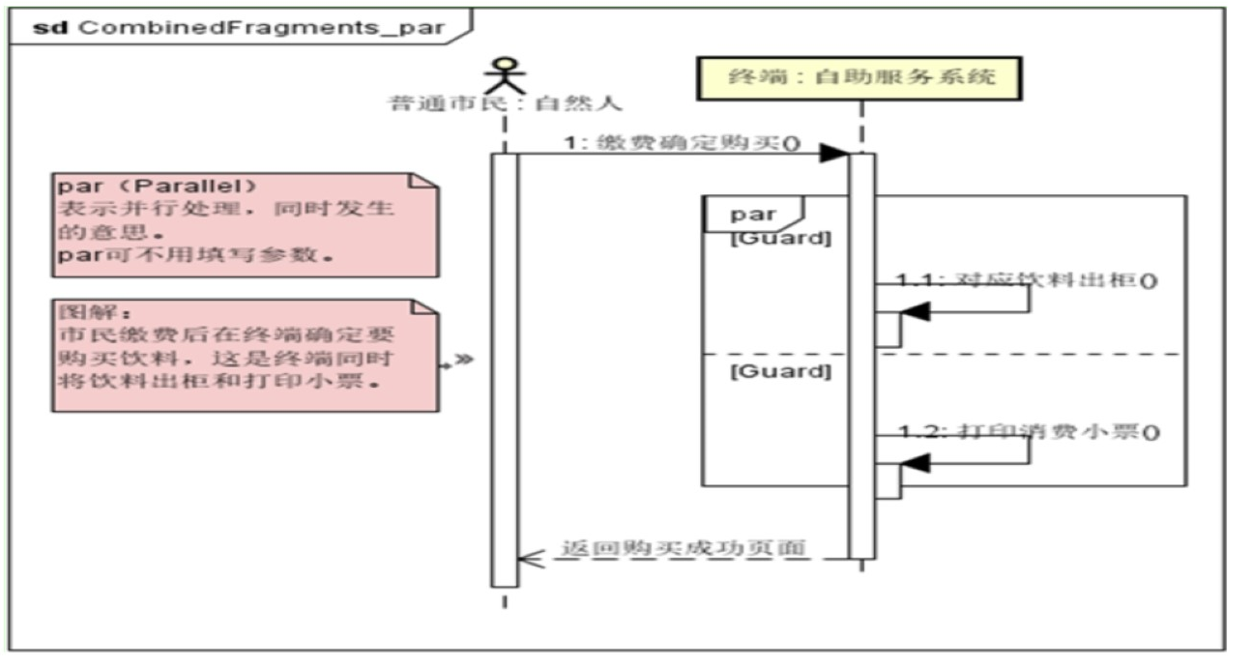 sd CombinedFragments_par
终端：自助服务系统
普通市民：自然人
1: 缴费确定购买()
par（Parallel）
表示并行处理，同时发生
的意思。
par可不用填写参数。
par
[Guard]
1.1: 对应饮料出柜()
图解：
市民缴费后在终端确定要
购买饮料，这是终端同时
将饮料出柜和打印小票。
[Guard]
1.2: 打印消费小票()
返回购买成功页面